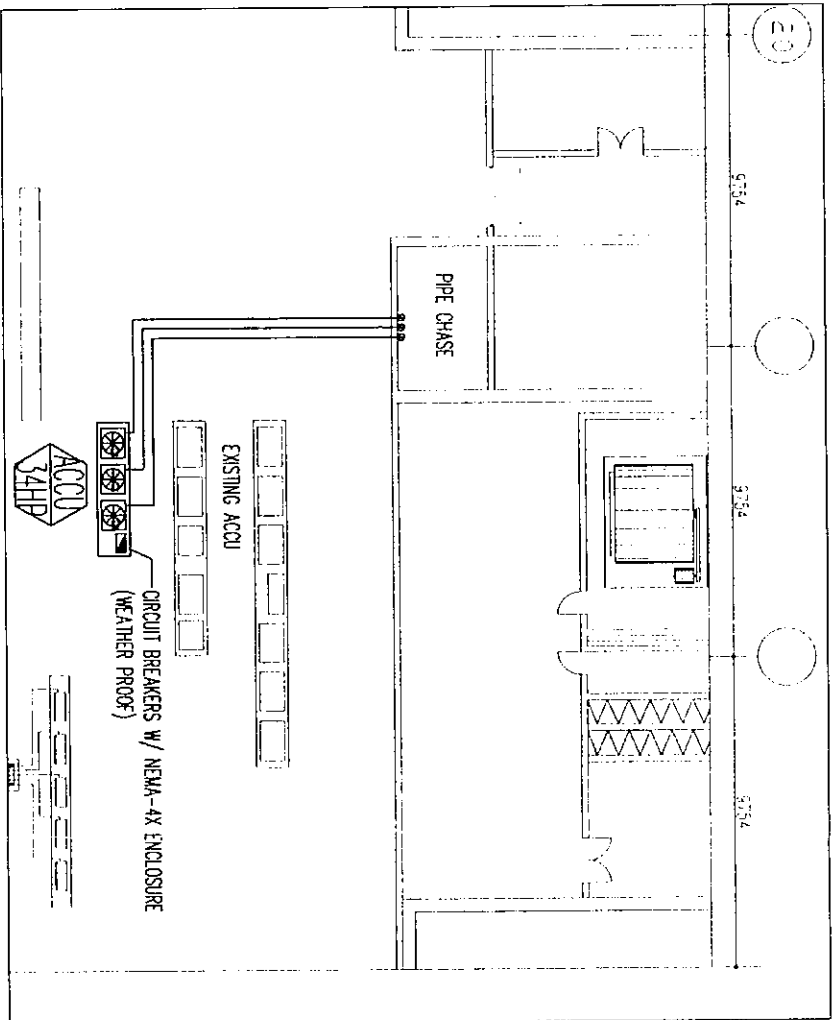 20
9754
9754
9754
PIPE CHASE
EXISTING ACCU
ACCU
34HP
CIRCUIT BREAKERS W/ NEMA-4X ENCLOSURE
(WEATHER PROOF)